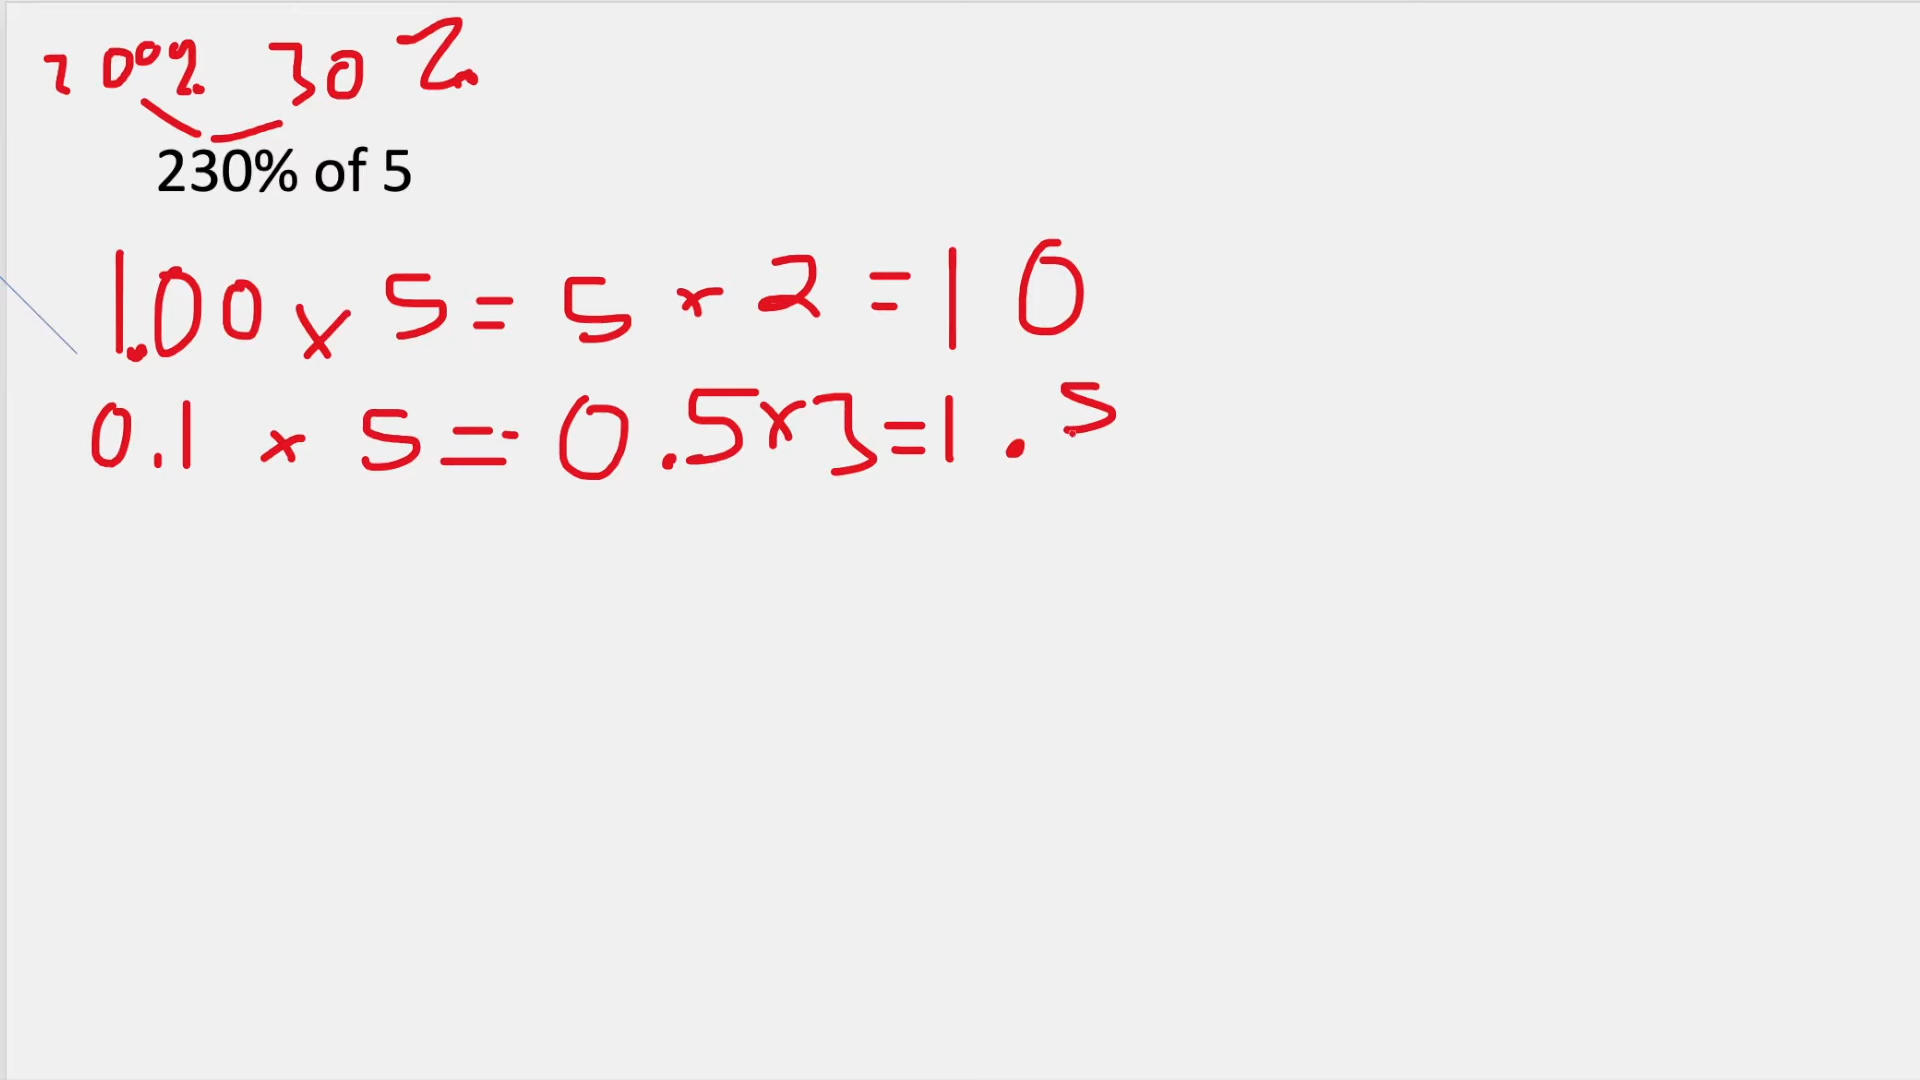 200% 30%
230% of 5
1.00 x 5 = 5 x 2 = 10
0.1 x 5 = 0.5 x 3 = 1.5